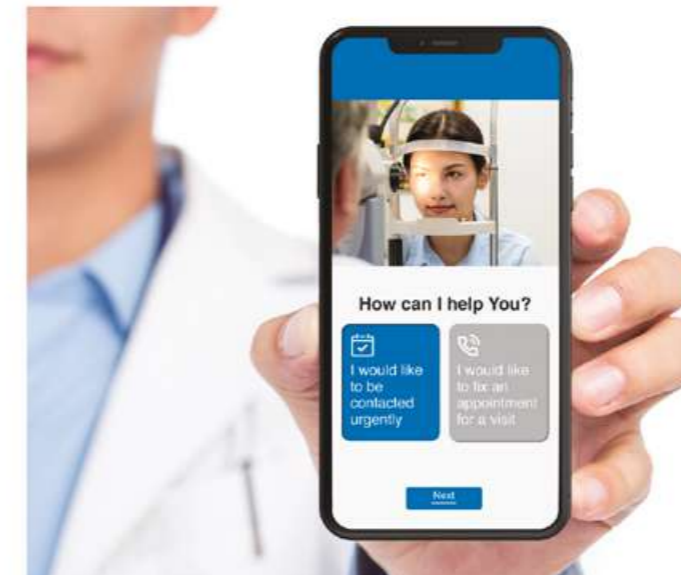 How can I help You?
I would like
to be
contacted
urgently
I would like
to fix an
appointment
for a visit
Next